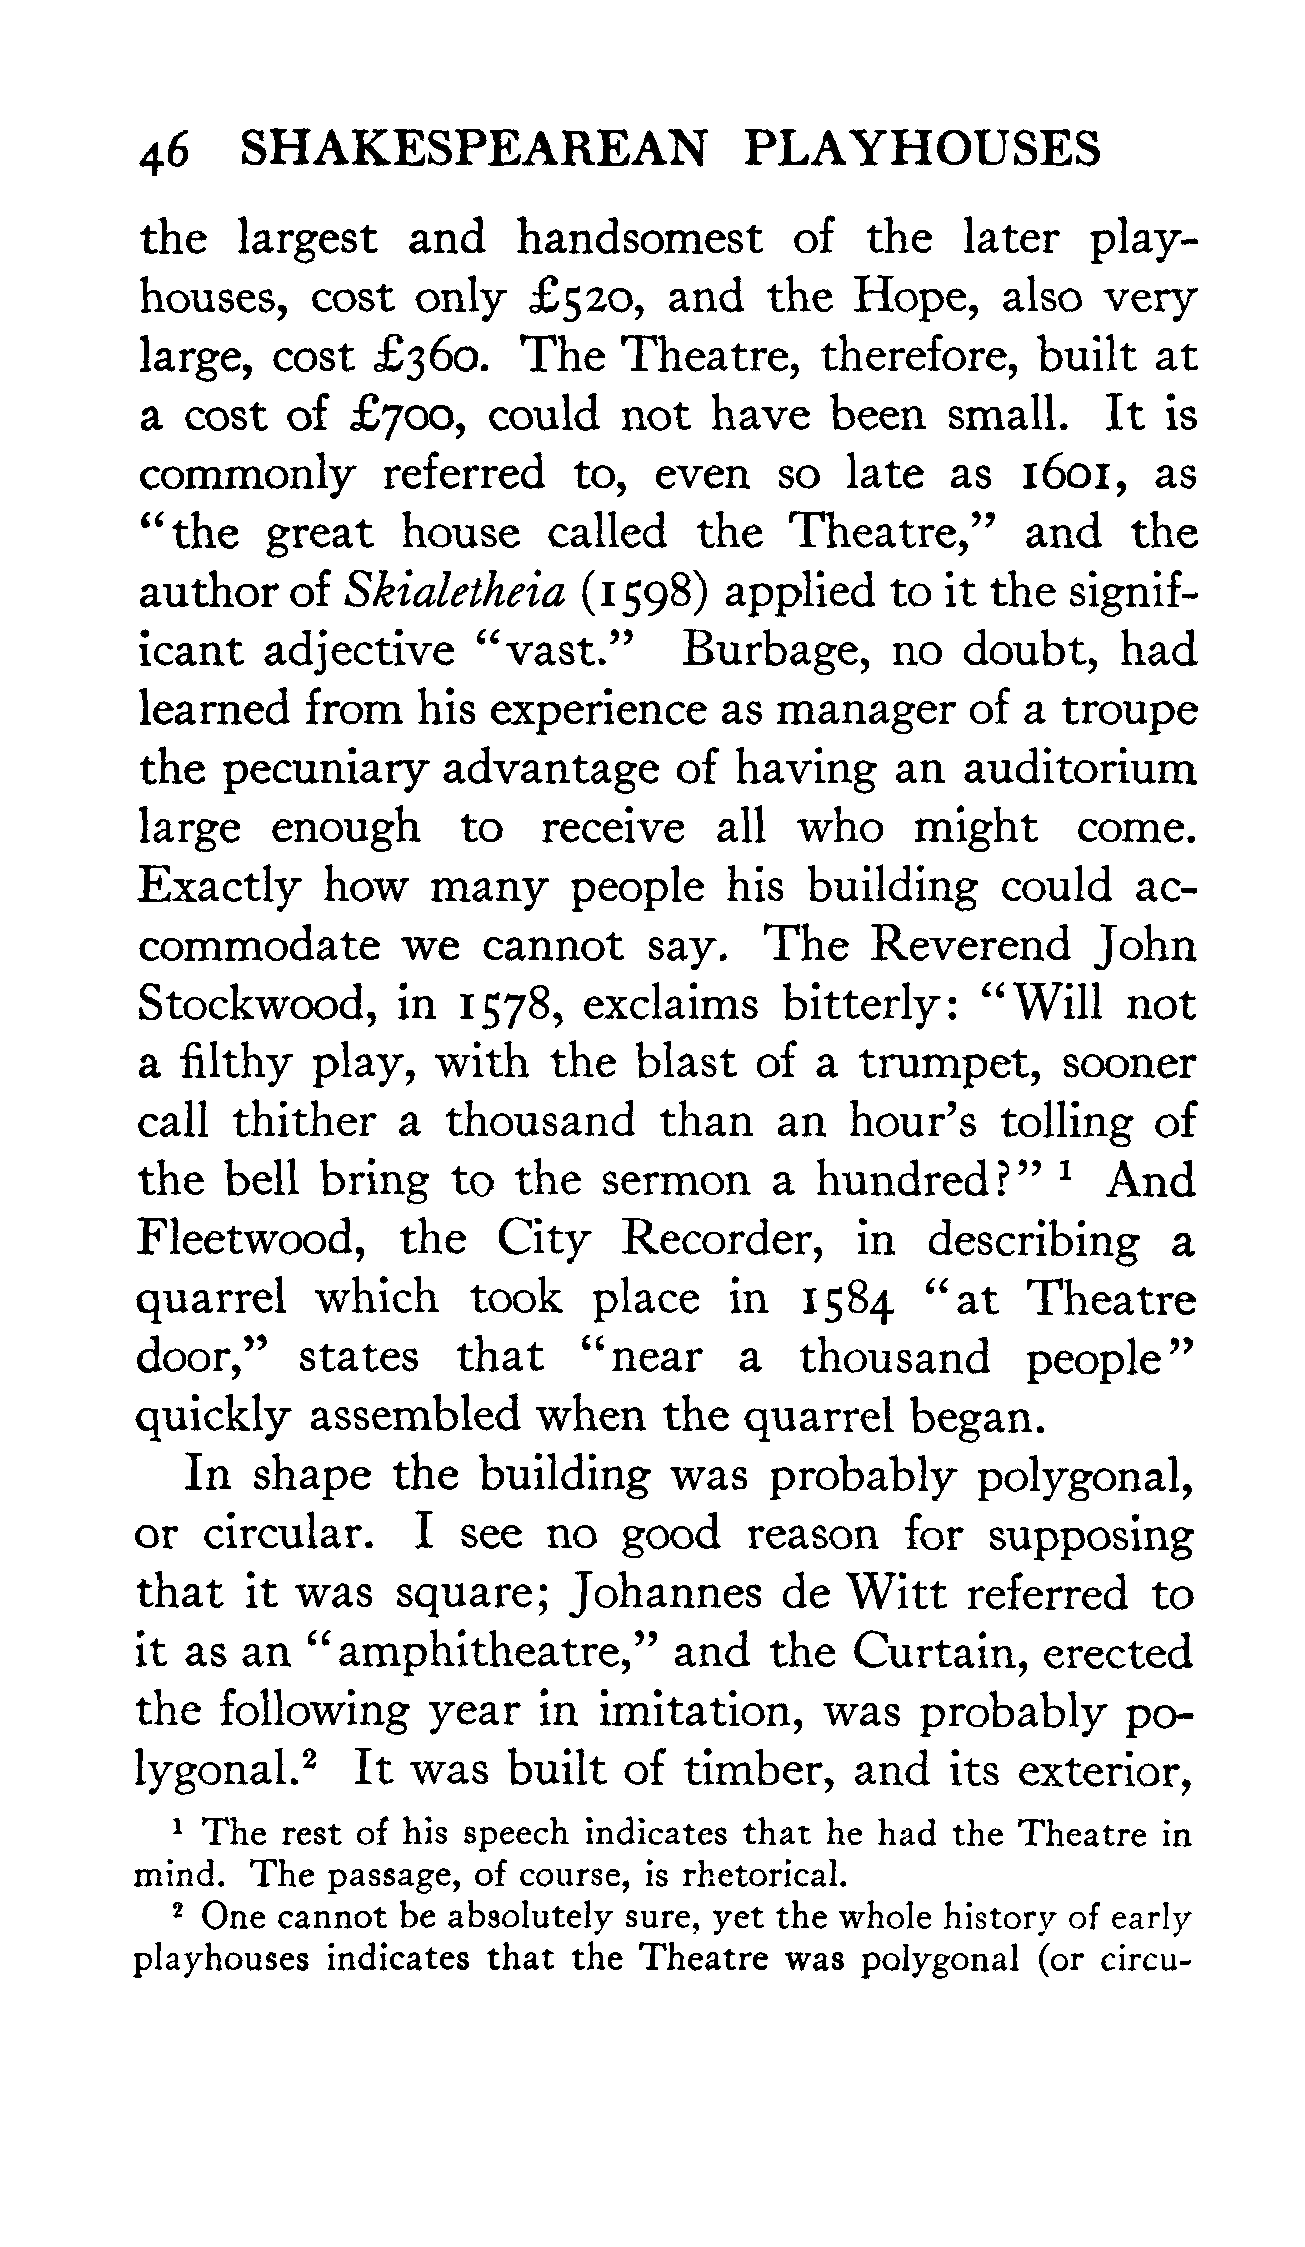 46 SHAKESPEAREAN PLAYHOUSES
the largest and handsomest of the later play-
houses, cost only £520, and the Hope, also very
large, cost £360. The Theatre, therefore, built at
a cost of £700, could not have been small. It is
commonly referred to, even so late as 1601, as
“the great house called the Theatre,” and the
author of Skialetheia (1598) applied to it the signif-
icant adjective “vast.” Burbage, no doubt, had
learned from his experience as manager of a troupe
the pecuniary advantage of having an auditorium
large enough to receive all who might come.
Exactly how many people his building could ac-
commodate we cannot say. The Reverend John
Stockwood, in 1578, exclaims bitterly: “Will not
a filthy play, with the blast of a trumpet, sooner
call thither a thousand than an hour’s tolling of
the bell bring to the sermon a hundred?” ¹ And
Fleetwood, the City Recorder, in describing a
quarrel which took place in 1584 “at Theatre
door,” states that “near a thousand people”
quickly assembled when the quarrel began.
In shape the building was probably polygonal,
or circular. I see no good reason for supposing
that it was square; Johannes de Witt referred to
it as an “amphitheatre,” and the Curtain, erected
the following year in imitation, was probably po-
lygonal.² It was built of timber, and its exterior,
¹ The rest of his speech indicates that he had the Theatre in
mind. The passage, of course, is rhetorical.
² One cannot be absolutely sure, yet the whole history of early
playhouses indicates that the Theatre was polygonal (or circu-